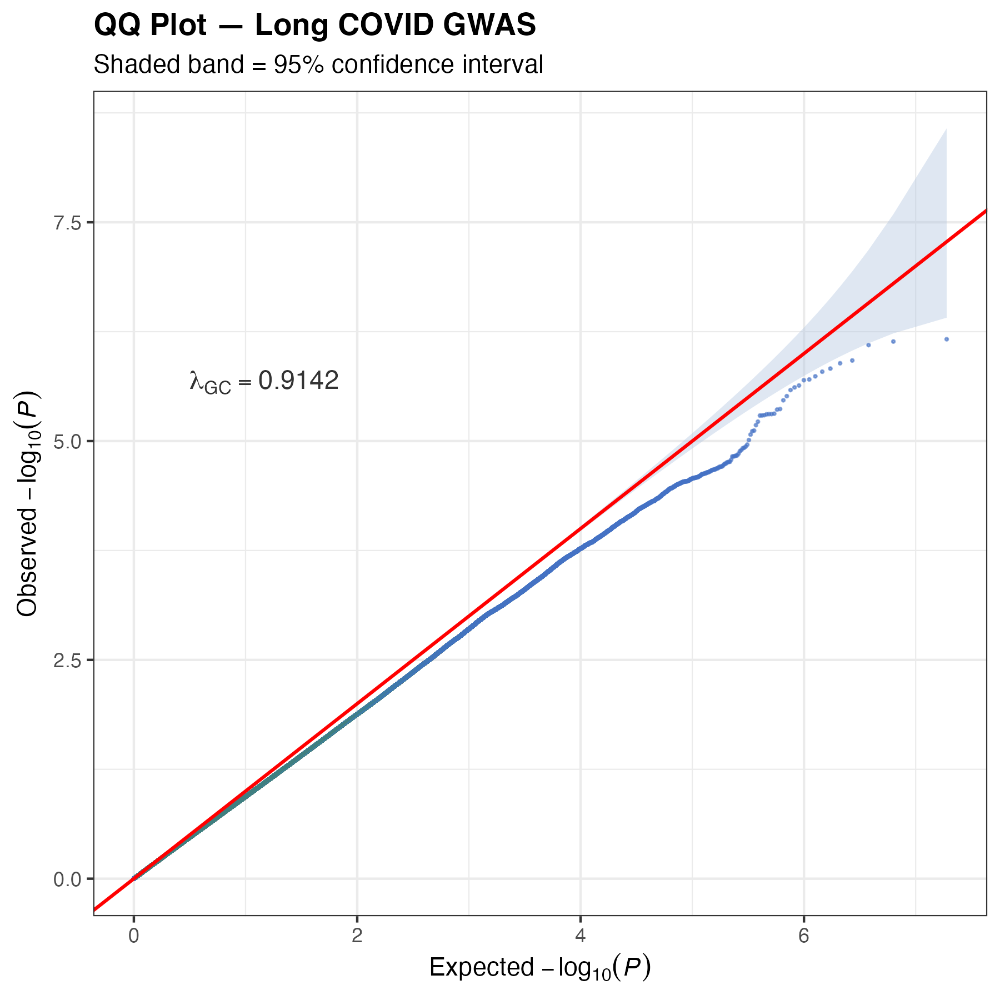 QQ Plot — Long COVID GWAS
Shaded band = 95% confidence interval
7.5
5.0
2.5
0.0
Observed −log₁₀(P)
λGC = 0.9142
0 2 4 6
Expected −log₁₀(P)